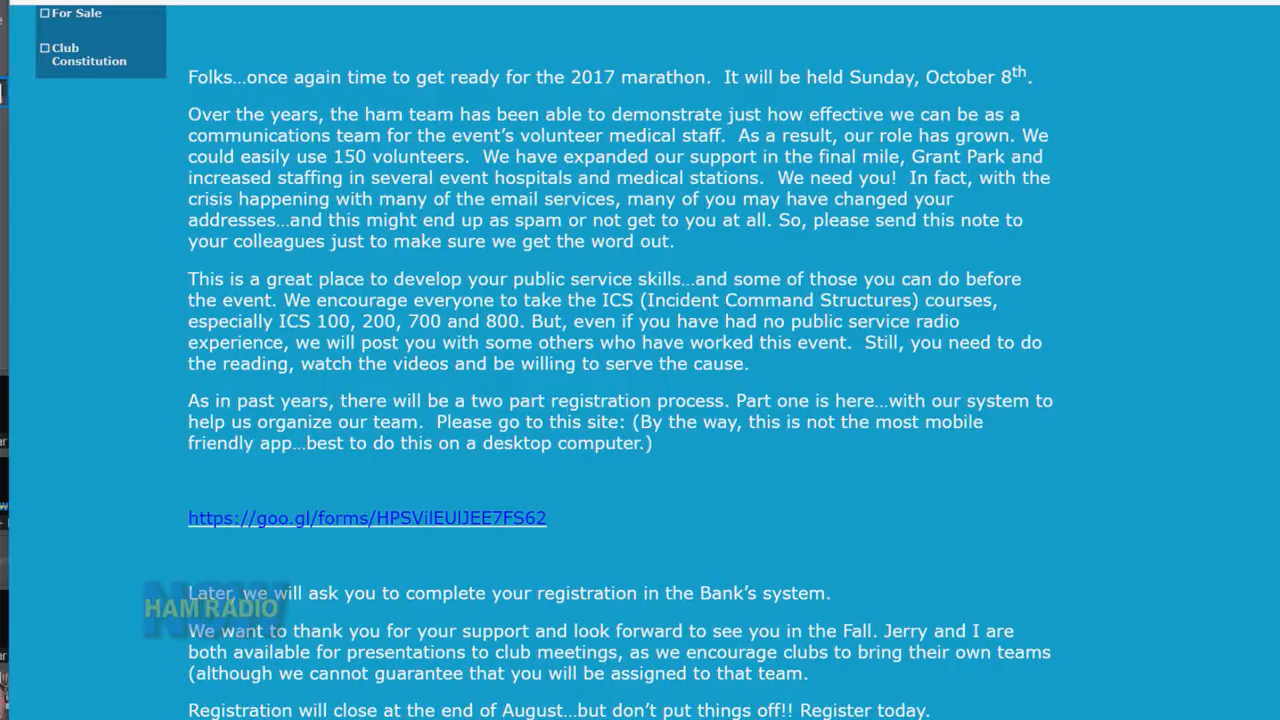 For Sale
Club
Constitution
Folks…once again time to get ready for the 2017 marathon.  It will be held Sunday, October 8th.
Over the years, the ham team has been able to demonstrate just how effective we can be as a
communications team for the event’s volunteer medical staff.  As a result, our role has grown. We
could easily use 150 volunteers.  We have expanded our support in the final mile, Grant Park and
increased staffing in several event hospitals and medical stations.  We need you!  In fact, with the
crisis happening with many of the email services, many of you may have changed your
addresses…and this might end up as spam or not get to you at all. So, please send this note to
your colleagues just to make sure we get the word out.
This is a great place to develop your public service skills…and some of those you can do before
the event. We encourage everyone to take the ICS (Incident Command Structures) courses,
especially ICS 100, 200, 700 and 800. But, even if you have had no public service radio
experience, we will post you with some others who have worked this event.  Still, you need to do
the reading, watch the videos and be willing to serve the cause.
As in past years, there will be a two part registration process. Part one is here…with our system to
help us organize our team.  Please go to this site: (By the way, this is not the most mobile
friendly app…best to do this on a desktop computer.)
https://goo.gl/forms/HPSVilEUlJEE7FS62
Later, we will ask you to complete your registration in the Bank’s system.
HAM RADIO
NOW
We want to thank you for your support and look forward to see you in the Fall. Jerry and I are
both available for presentations to club meetings, as we encourage clubs to bring their own teams
(although we cannot guarantee that you will be assigned to that team.
Registration will close at the end of August…but don’t put things off!! Register today.